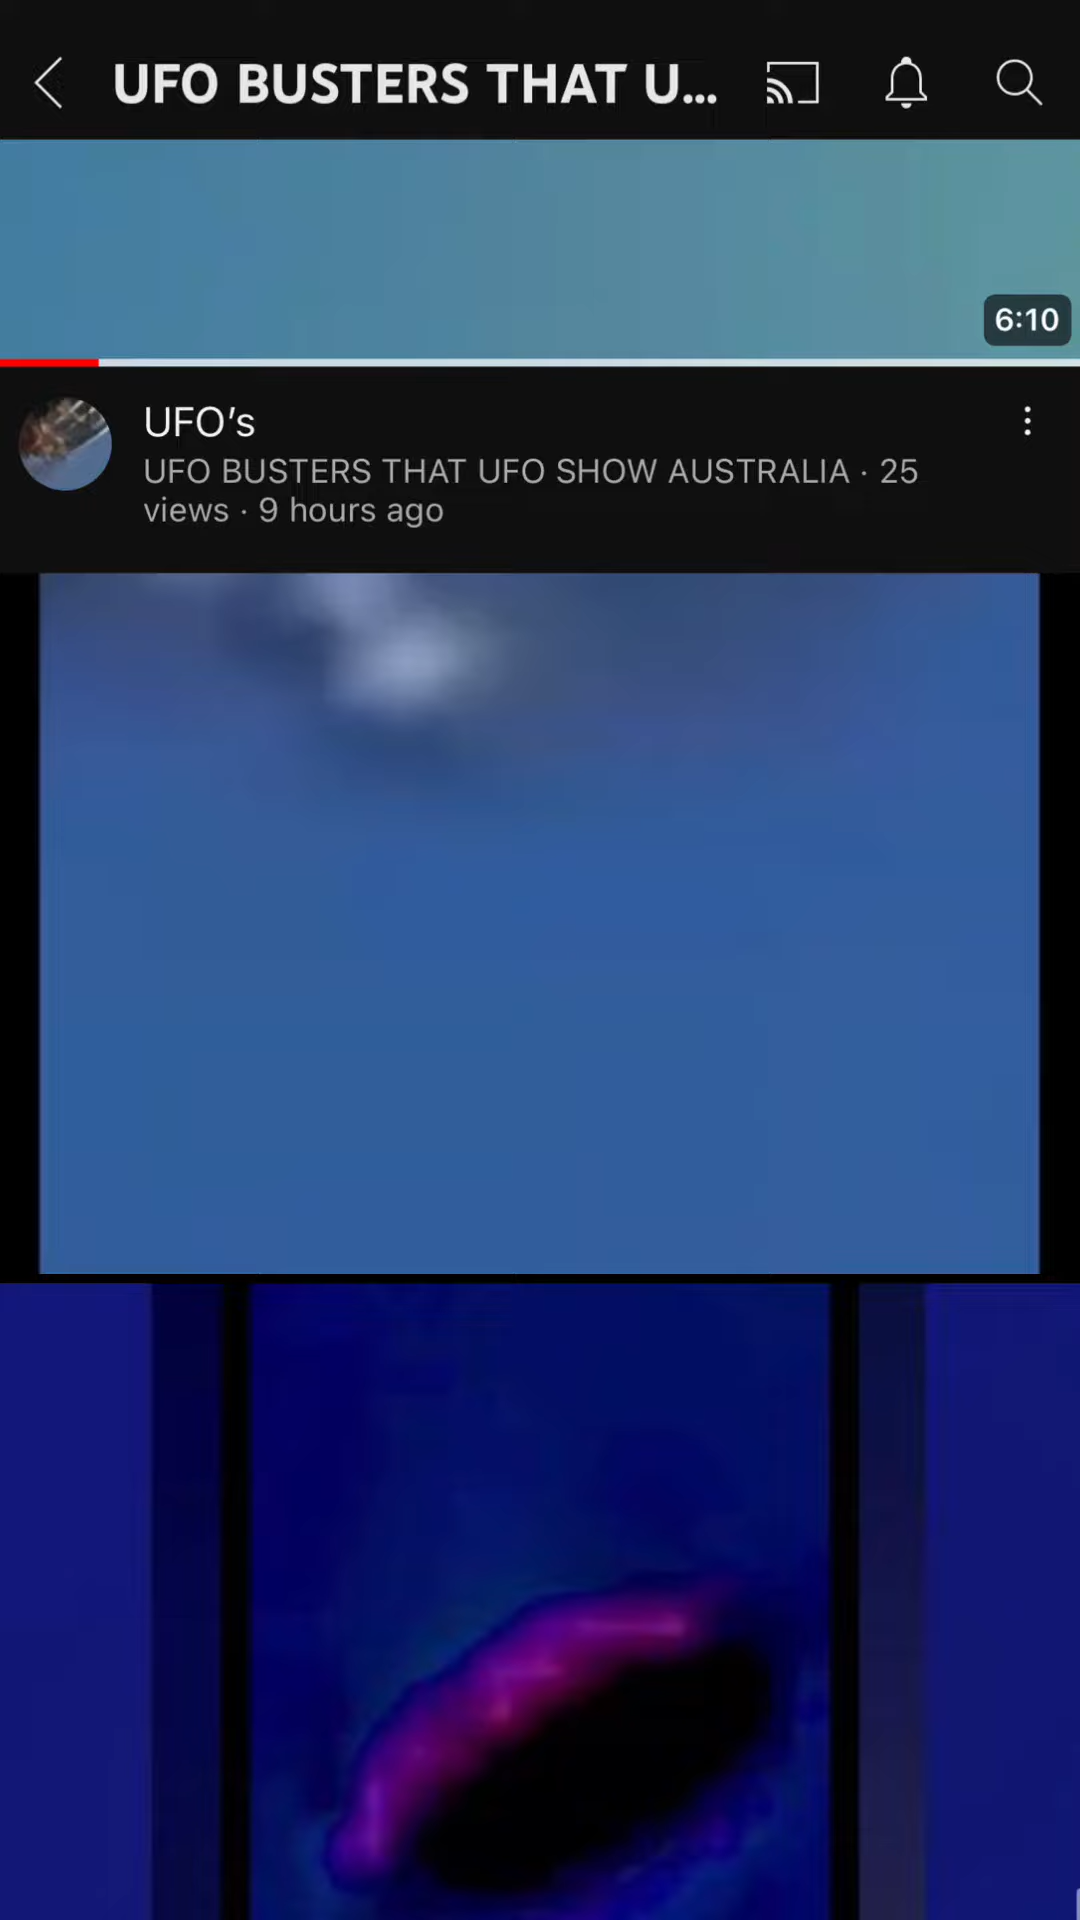 UFO BUSTERS THAT U...
6:10
UFO’s
UFO BUSTERS THAT UFO SHOW AUSTRALIA · 25
views · 9 hours ago